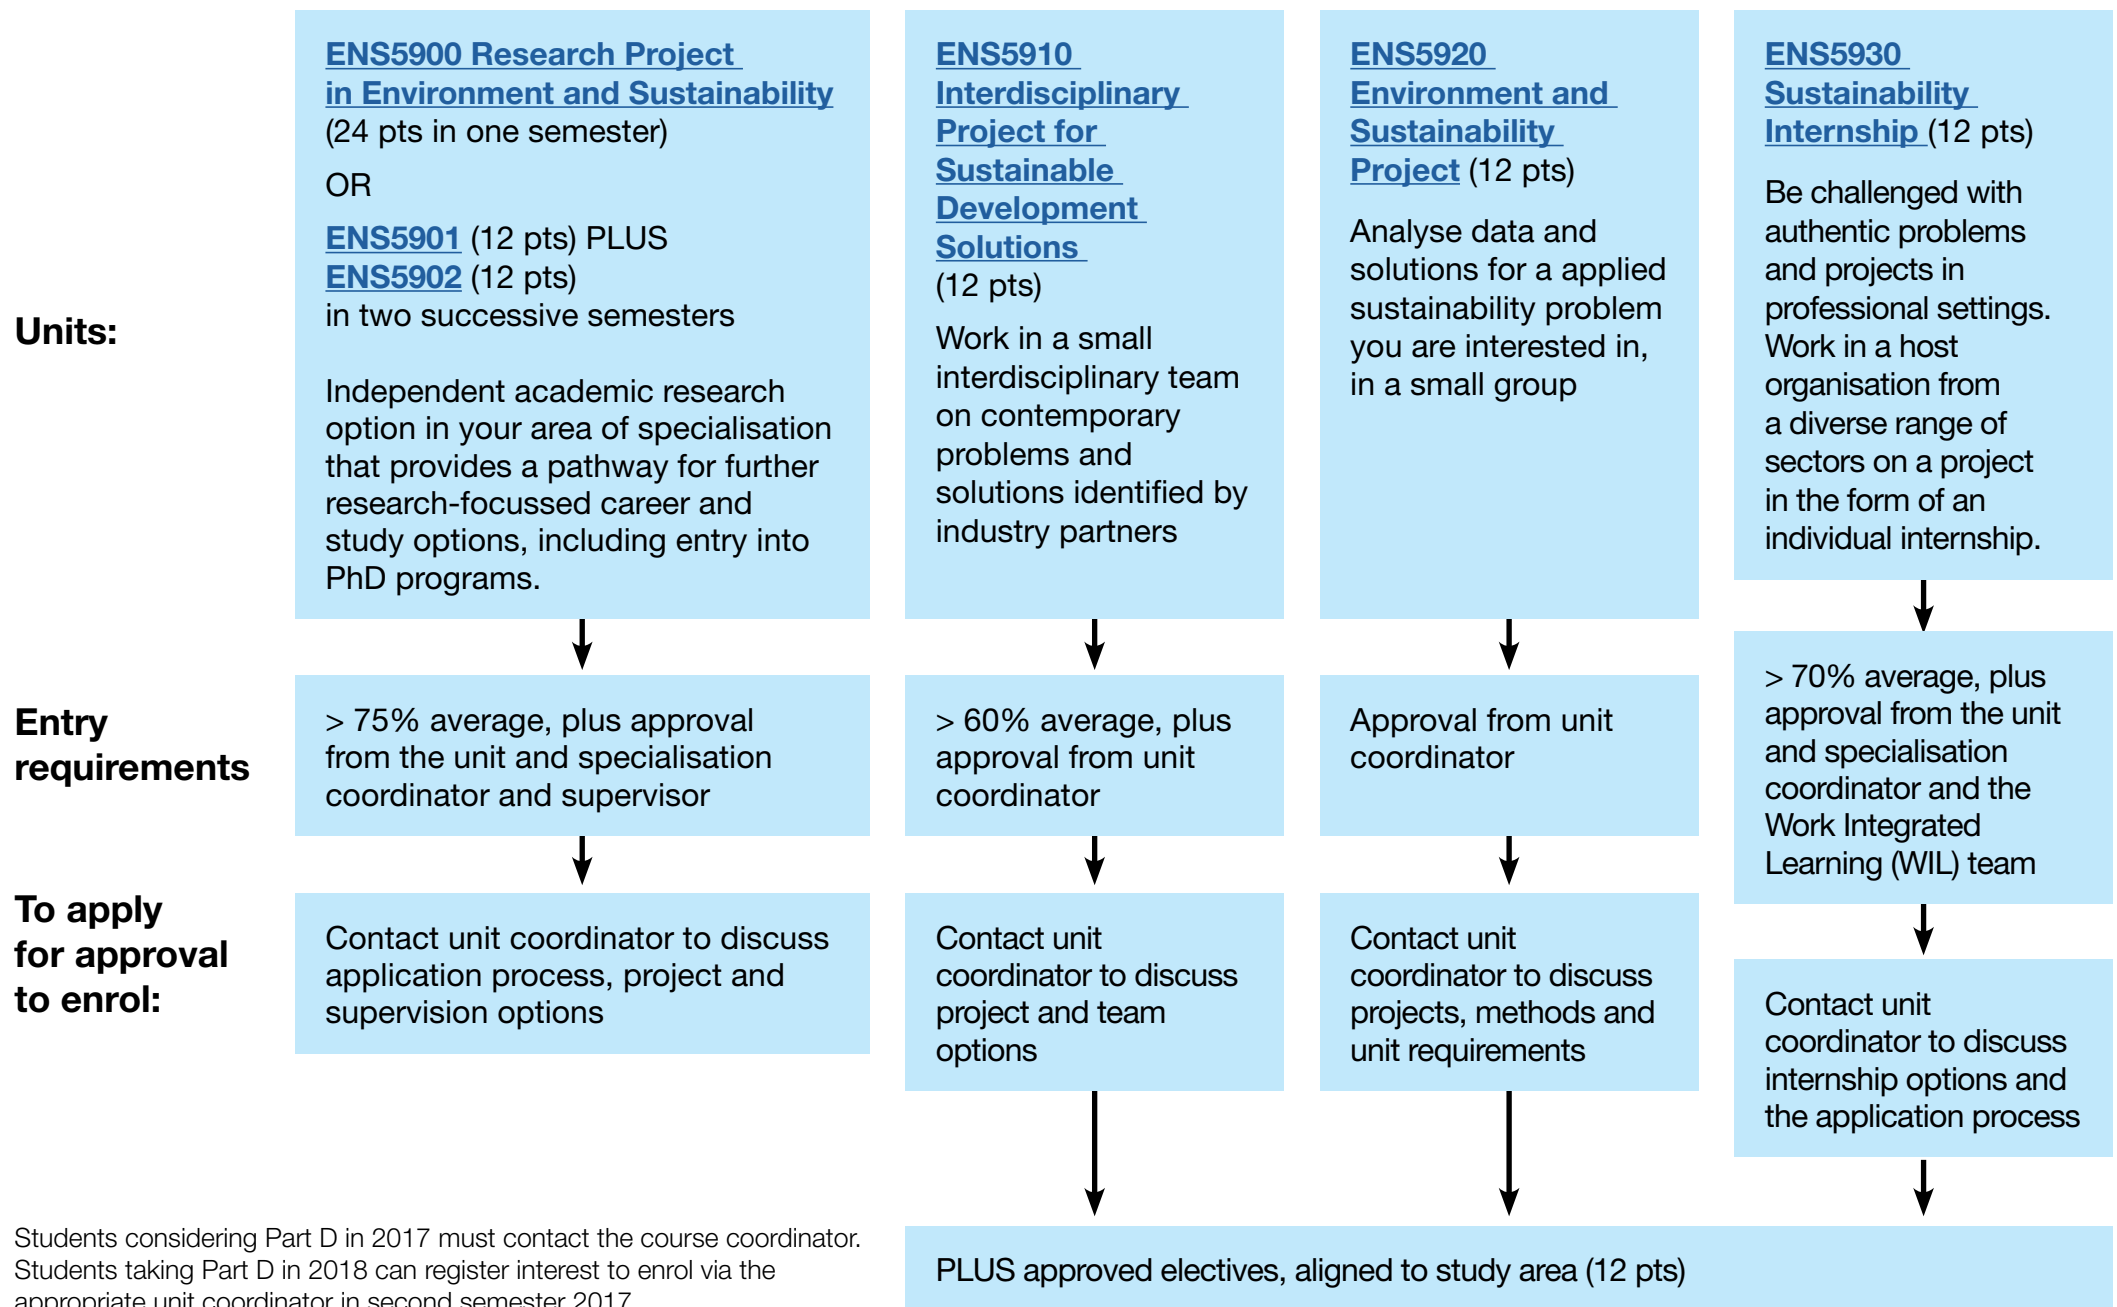 Units:
ENS5900 Research Project
in Environment and Sustainability
(24 pts in one semester)
OR
ENS5901 (12 pts) PLUS
ENS5902 (12 pts)
in two successive semesters
Independent academic research
option in your area of specialisation
that provides a pathway for further
research-focussed career and
study options, including entry into
PhD programs.
ENS5910
Interdisciplinary
Project for
Sustainable
Development
Solutions
(12 pts)
Work in a small
interdisciplinary team
on contemporary
problems and
solutions identified by
industry partners
ENS5920
Environment and
Sustainability
Project (12 pts)
Analyse data and
solutions for a applied
sustainability problem
you are interested in,
in a small group
ENS5930
Sustainability
Internship (12 pts)
Be challenged with
authentic problems
and projects in
professional settings.
Work in a host
organisation from
a diverse range of
sectors on a project
in the form of an
individual internship.
Entry
requirements
> 75% average, plus approval
from the unit and specialisation
coordinator and supervisor
> 60% average, plus
approval from unit
coordinator
Approval from unit
coordinator
> 70% average, plus
approval from the unit
and specialisation
coordinator and the
Work Integrated
Learning (WIL) team
To apply
for approval
to enrol:
Contact unit coordinator to discuss
application process, project and
supervision options
Contact unit
coordinator to discuss
project and team
options
Contact unit
coordinator to discuss
projects, methods and
unit requirements
Contact unit
coordinator to discuss
internship options and
the application process
Students considering Part D in 2017 must contact the course coordinator.
Students taking Part D in 2018 can register interest to enrol via the
appropriate unit coordinator in second semester 2017
PLUS approved electives, aligned to study area (12 pts)